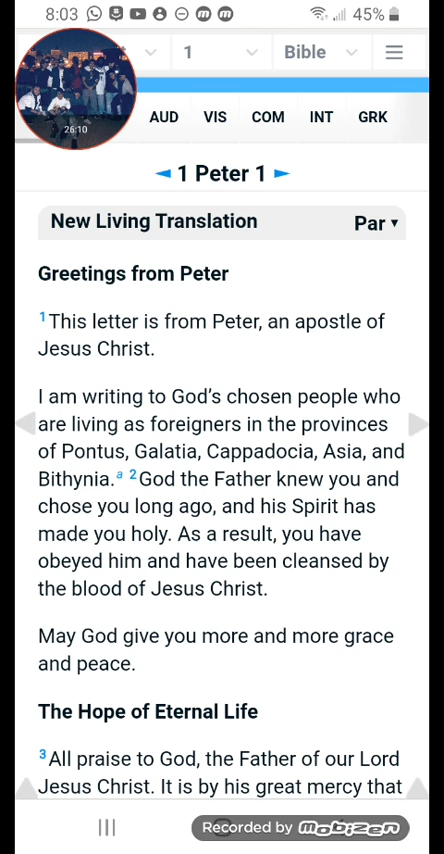 8:03 45%
1 Bible
26:10
AUD VIS COM INT GRK
◄ 1 Peter 1 ►
New Living Translation Par ▾
Greetings from Peter
1 This letter is from Peter, an apostle of
Jesus Christ.
I am writing to God’s chosen people who
are living as foreigners in the provinces
of Pontus, Galatia, Cappadocia, Asia, and
Bithynia.a 2 God the Father knew you and
chose you long ago, and his Spirit has
made you holy. As a result, you have
obeyed him and have been cleansed by
the blood of Jesus Christ.
May God give you more and more grace
and peace.
The Hope of Eternal Life
3 All praise to God, the Father of our Lord
Jesus Christ. It is by his great mercy that
Recorded by mobizen